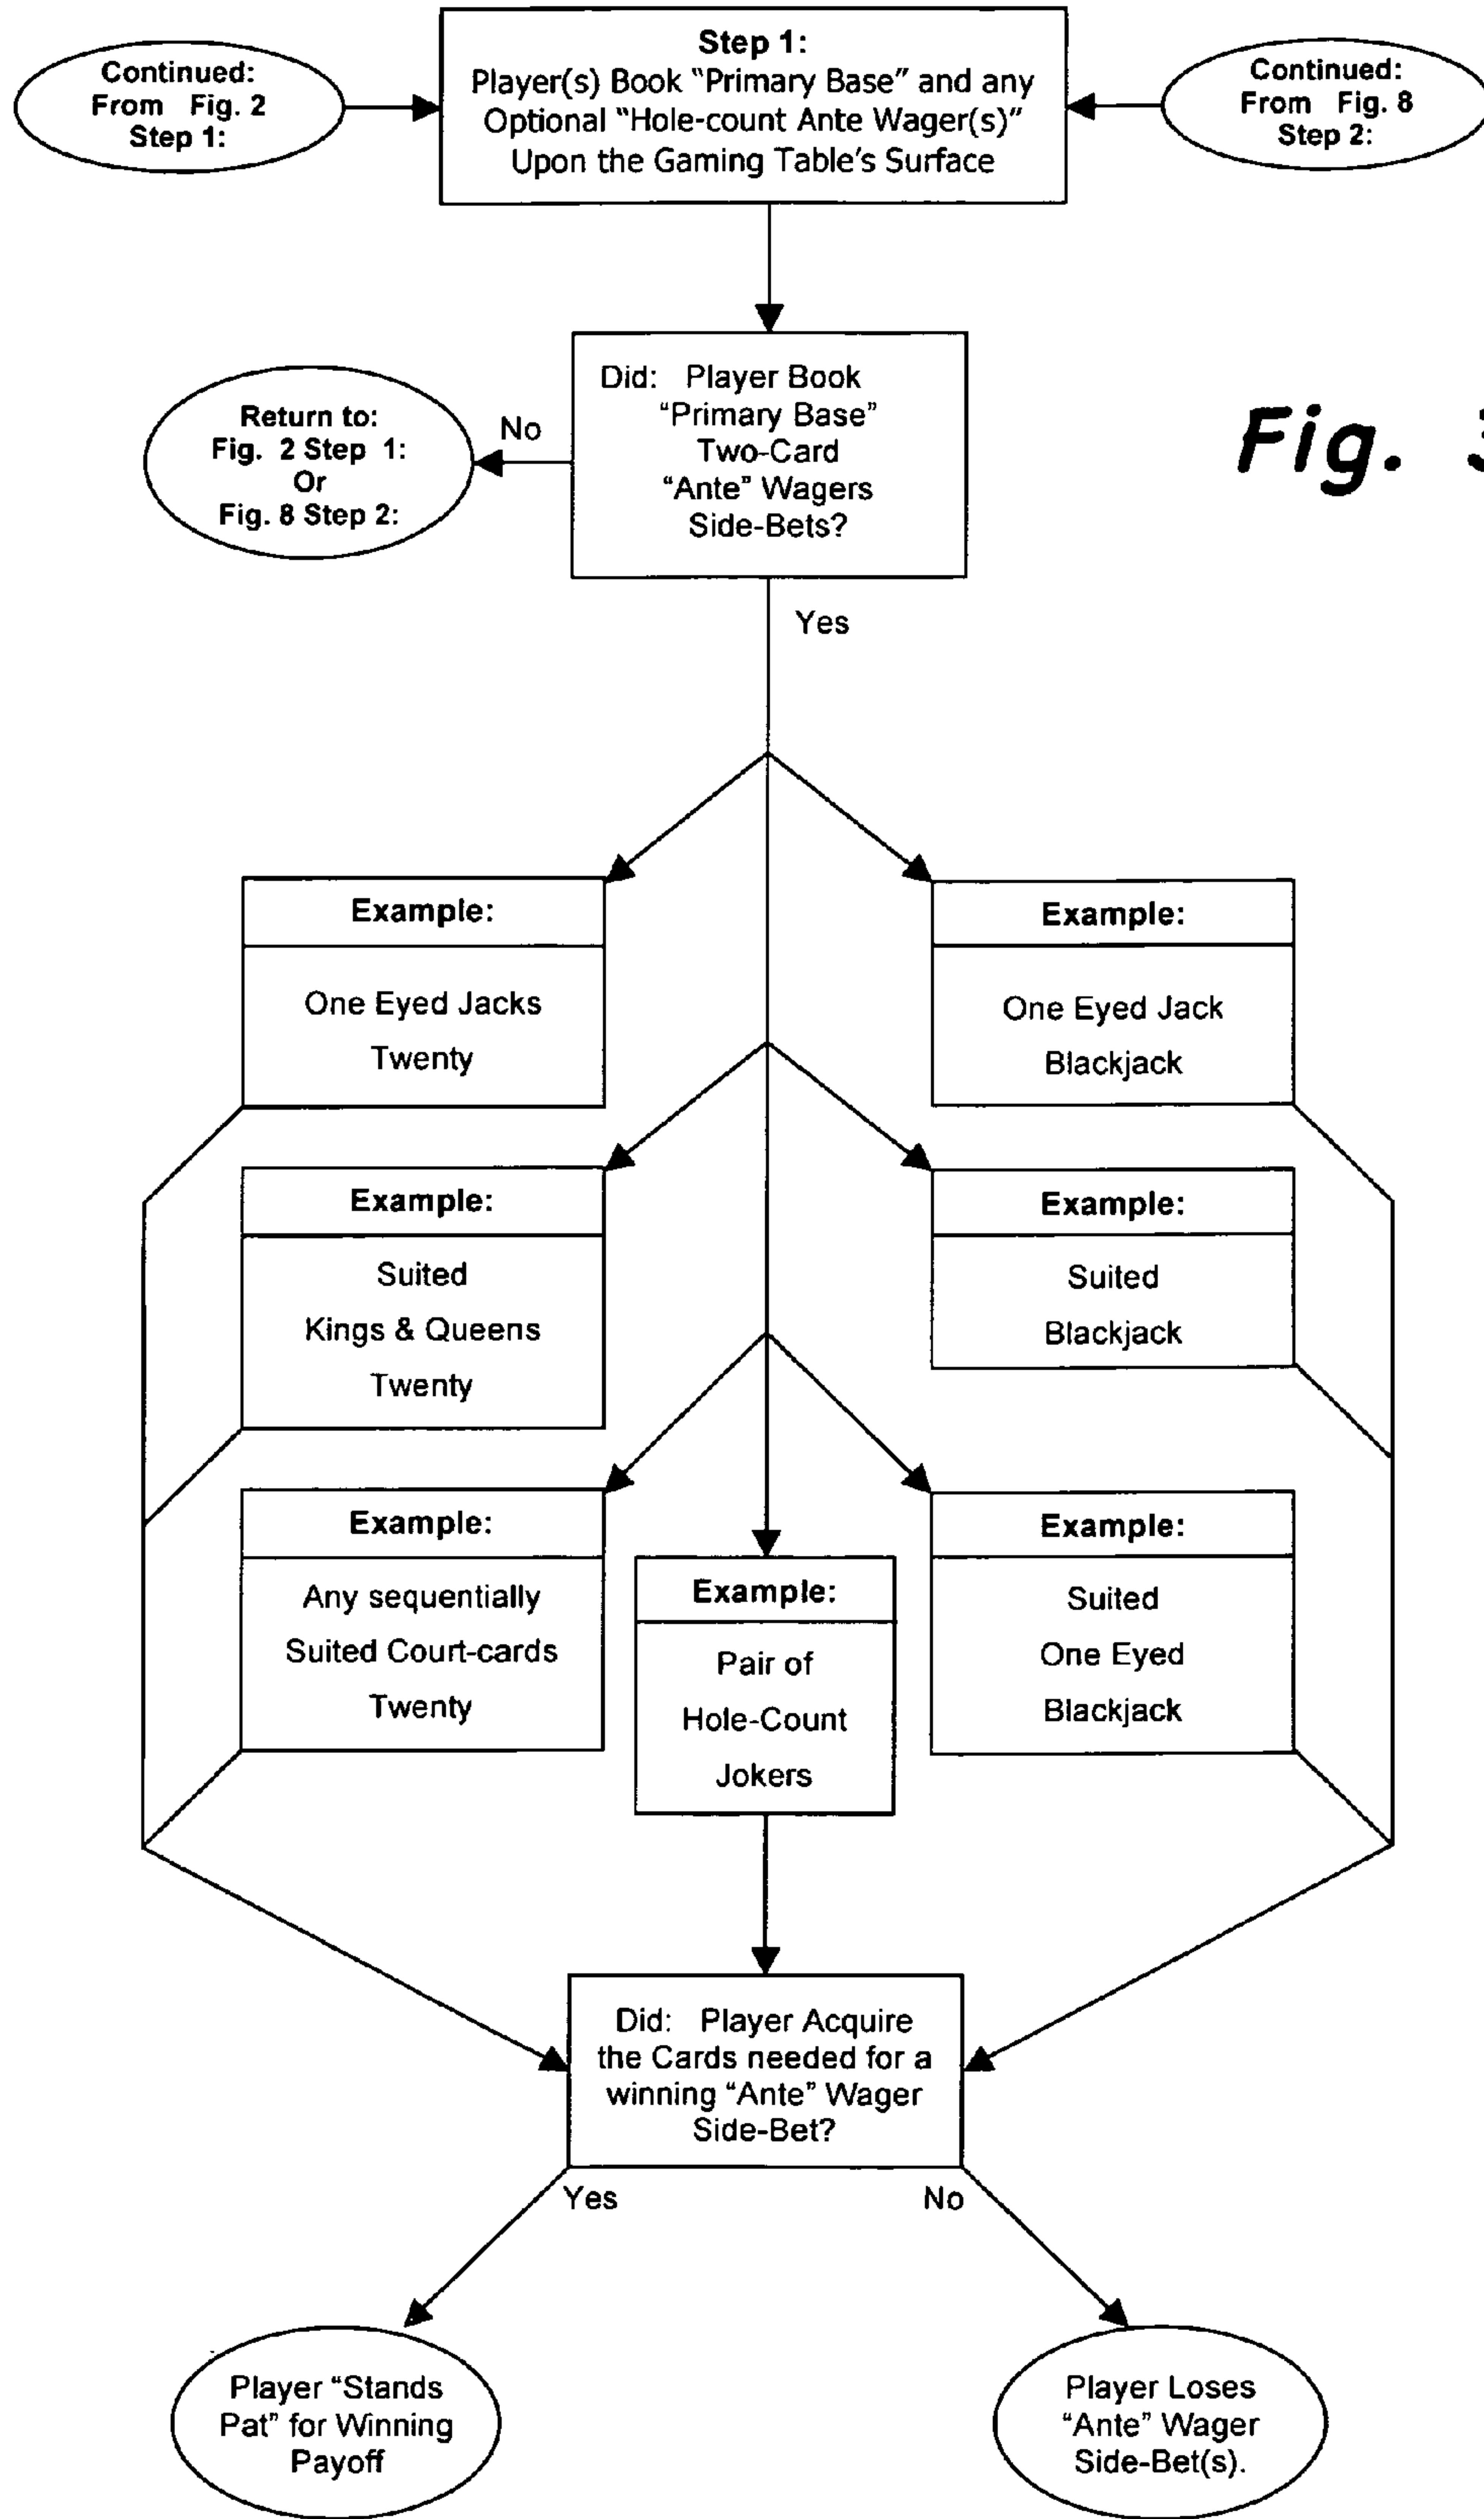 Step 1:
Player(s) Book “Primary Base” and any
Optional “Hole-count Ante Wager(s)”
Upon the Gaming Table’s Surface
Continued:
From Fig. 2
Step 1:
Continued:
From Fig. 8
Step 2:
Did: Player Book
“Primary Base”
Two-Card
“Ante” Wagers
Side-Bets?
No
Return to:
Fig. 2 Step 1:
Or
Fig. 8 Step 2:
Fig.
Yes
Example:
One Eyed Jacks
Twenty
Example:
One Eyed Jack
Blackjack
Example:
Suited
Kings & Queens
Twenty
Example:
Suited
Blackjack
Example:
Any sequentially
Suited Court-cards
Twenty
Example:
Pair of
Hole-Count
Jokers
Example:
Suited
One Eyed
Blackjack
Did: Player Acquire
the Cards needed for a
winning “Ante” Wager
Side-Bet?
Yes
No
Player “Stands
Pat” for Winning
Payoff
Player Loses
“Ante” Wager
Side-Bet(s).